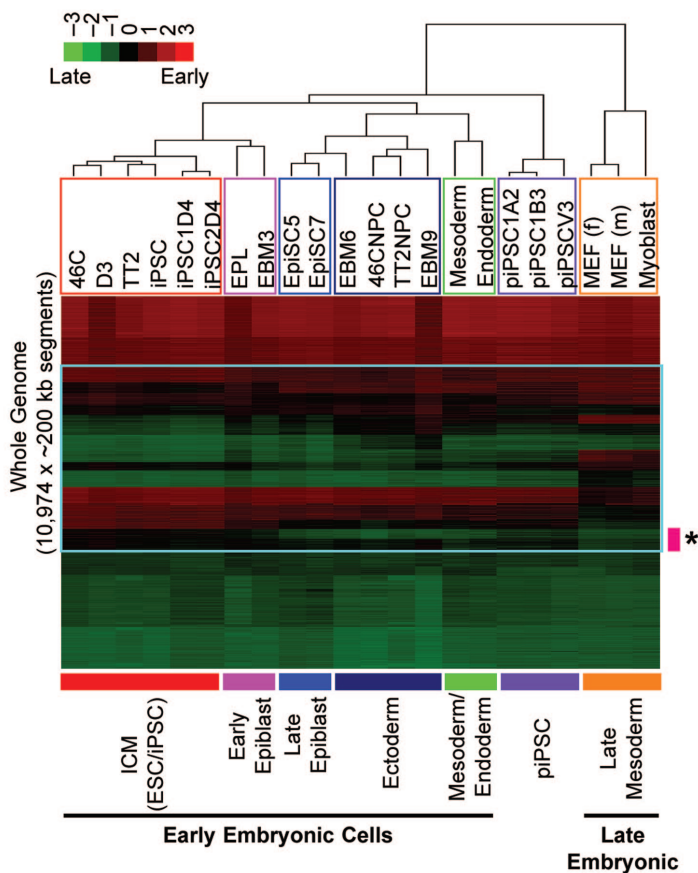 −3
−2
−1
0
1
2
3
Late
Early
46C
D3
TT2
iPSC
iPSC1D4
iPSC2D4
EPL
EBM3
EpiSC5
EpiSC7
EBM6
46CNPC
TT2NPC
EBM9
Mesoderm
Endoderm
piPSC1A2
piPSC1B3
piPSCV3
MEF (f)
MEF (m)
Myoblast
Whole Genome
(10,974 x ~200 kb segments)
*
ICM
(ESC/iPSC)
Early
Epiblast
Late
Epiblast
Ectoderm
Mesoderm/
Endoderm
piPSC
Late
Mesoderm
Early Embryonic Cells
Late
Embryonic